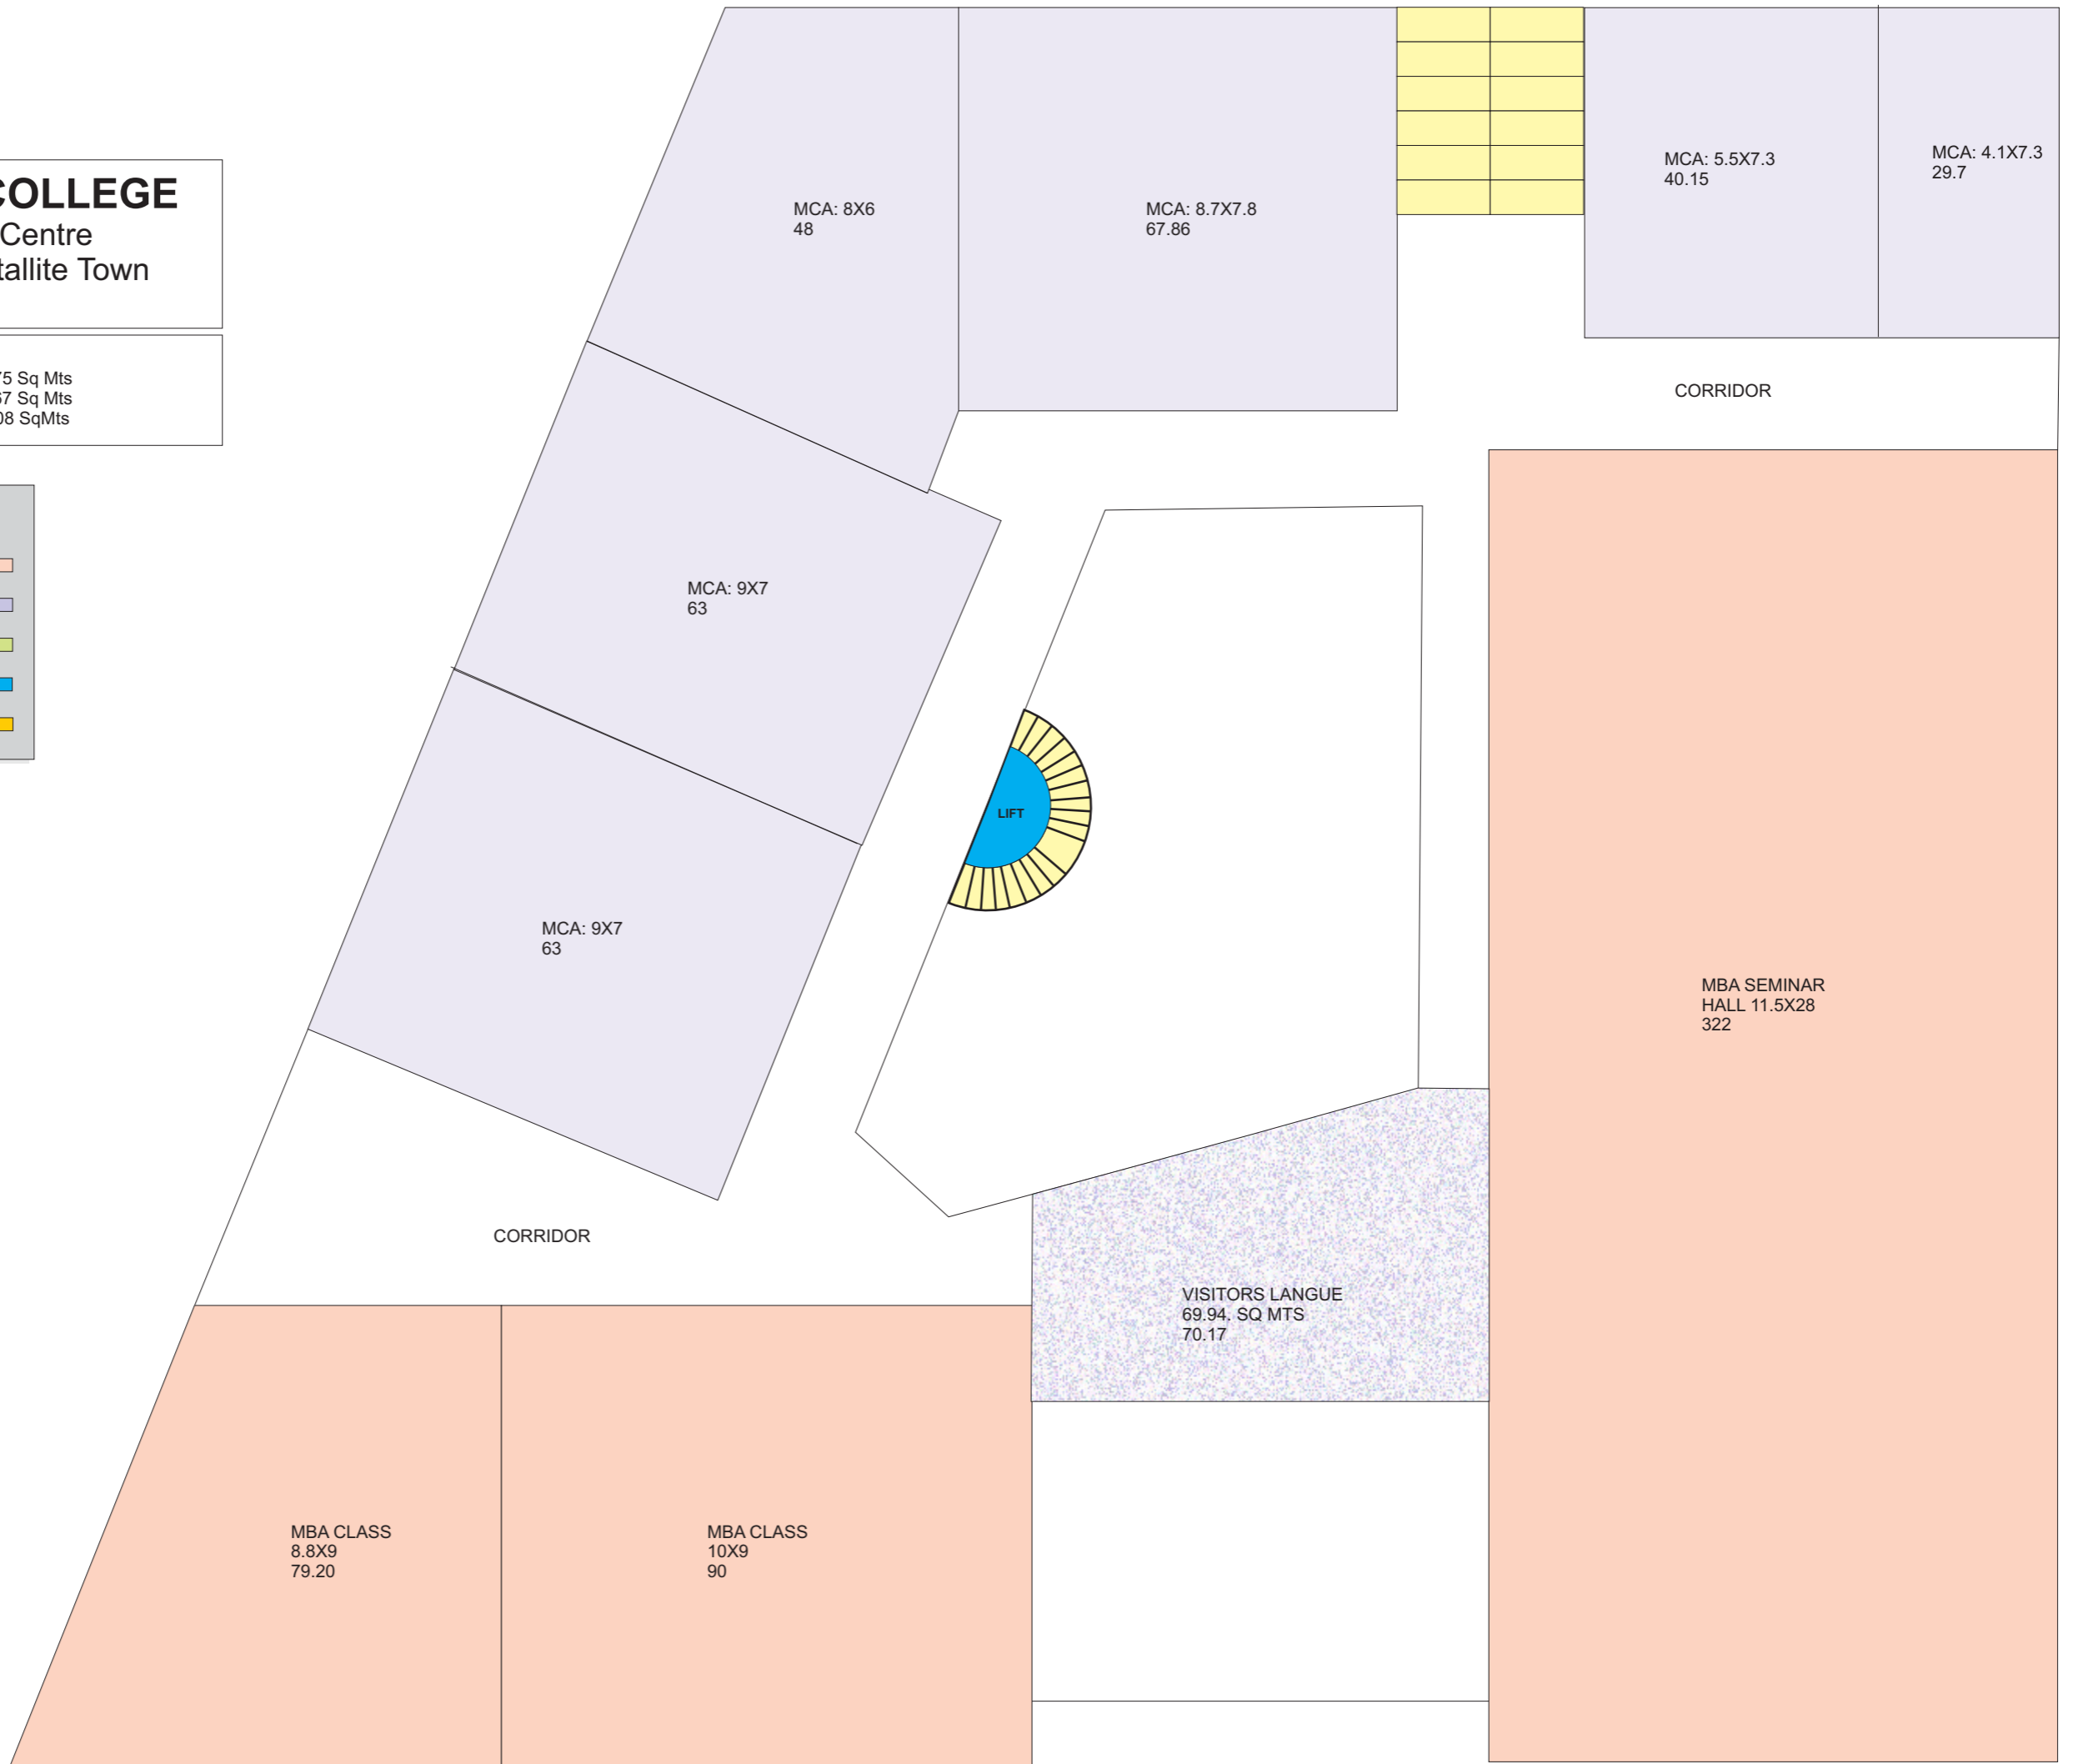 COLLEGE
Centre
tallite Town
75 Sq Mts
67 Sq Mts
08 SqMts
MCA: 8X6
48
MCA: 8.7X7.8
67.86
MCA: 5.5X7.3
40.15
MCA: 4.1X7.3
29.7
CORRIDOR
MCA: 9X7
63
LIFT
MCA: 9X7
63
MBA SEMINAR
HALL 11.5X28
322
CORRIDOR
VISITORS LANGUE
69.94. SQ MTS
70.17
MBA CLASS
8.8X9
79.20
MBA CLASS
10X9
90